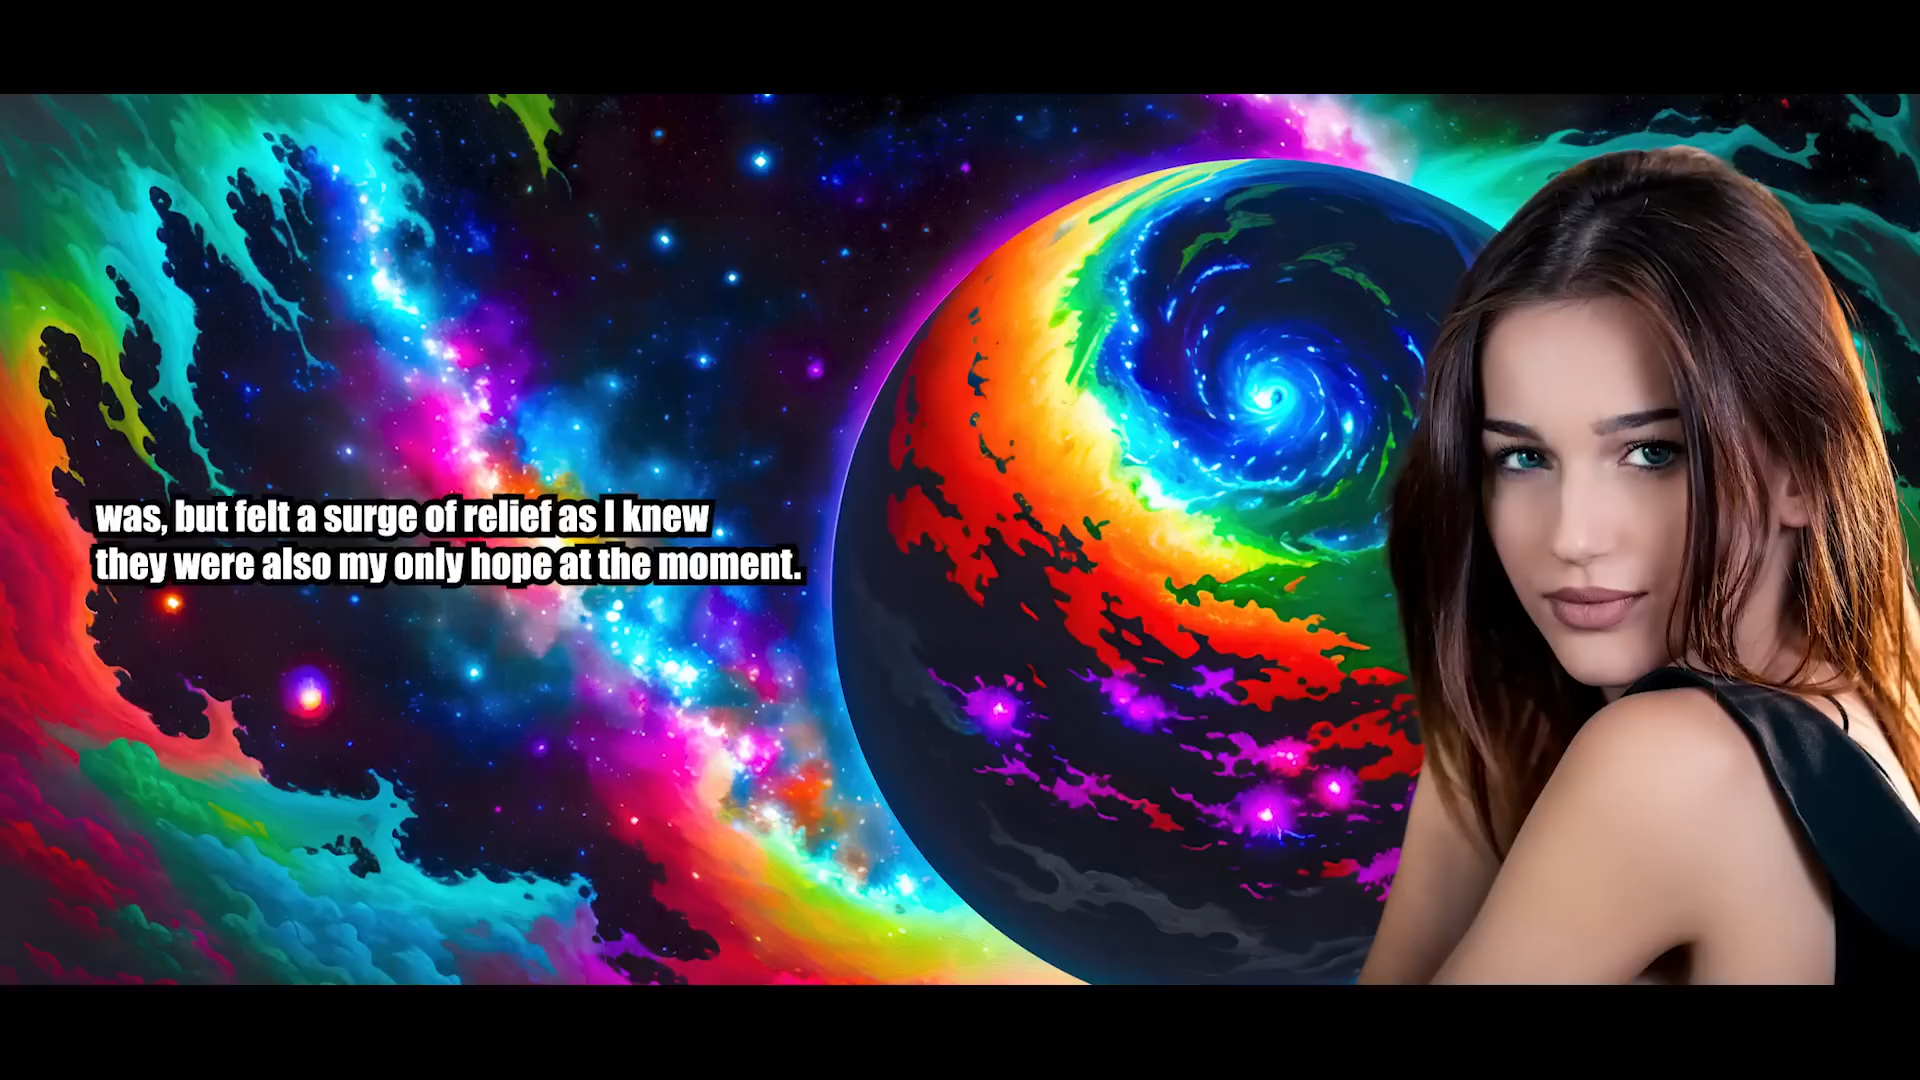 was, but felt a surge of relief as I knew
they were also my only hope at the moment.